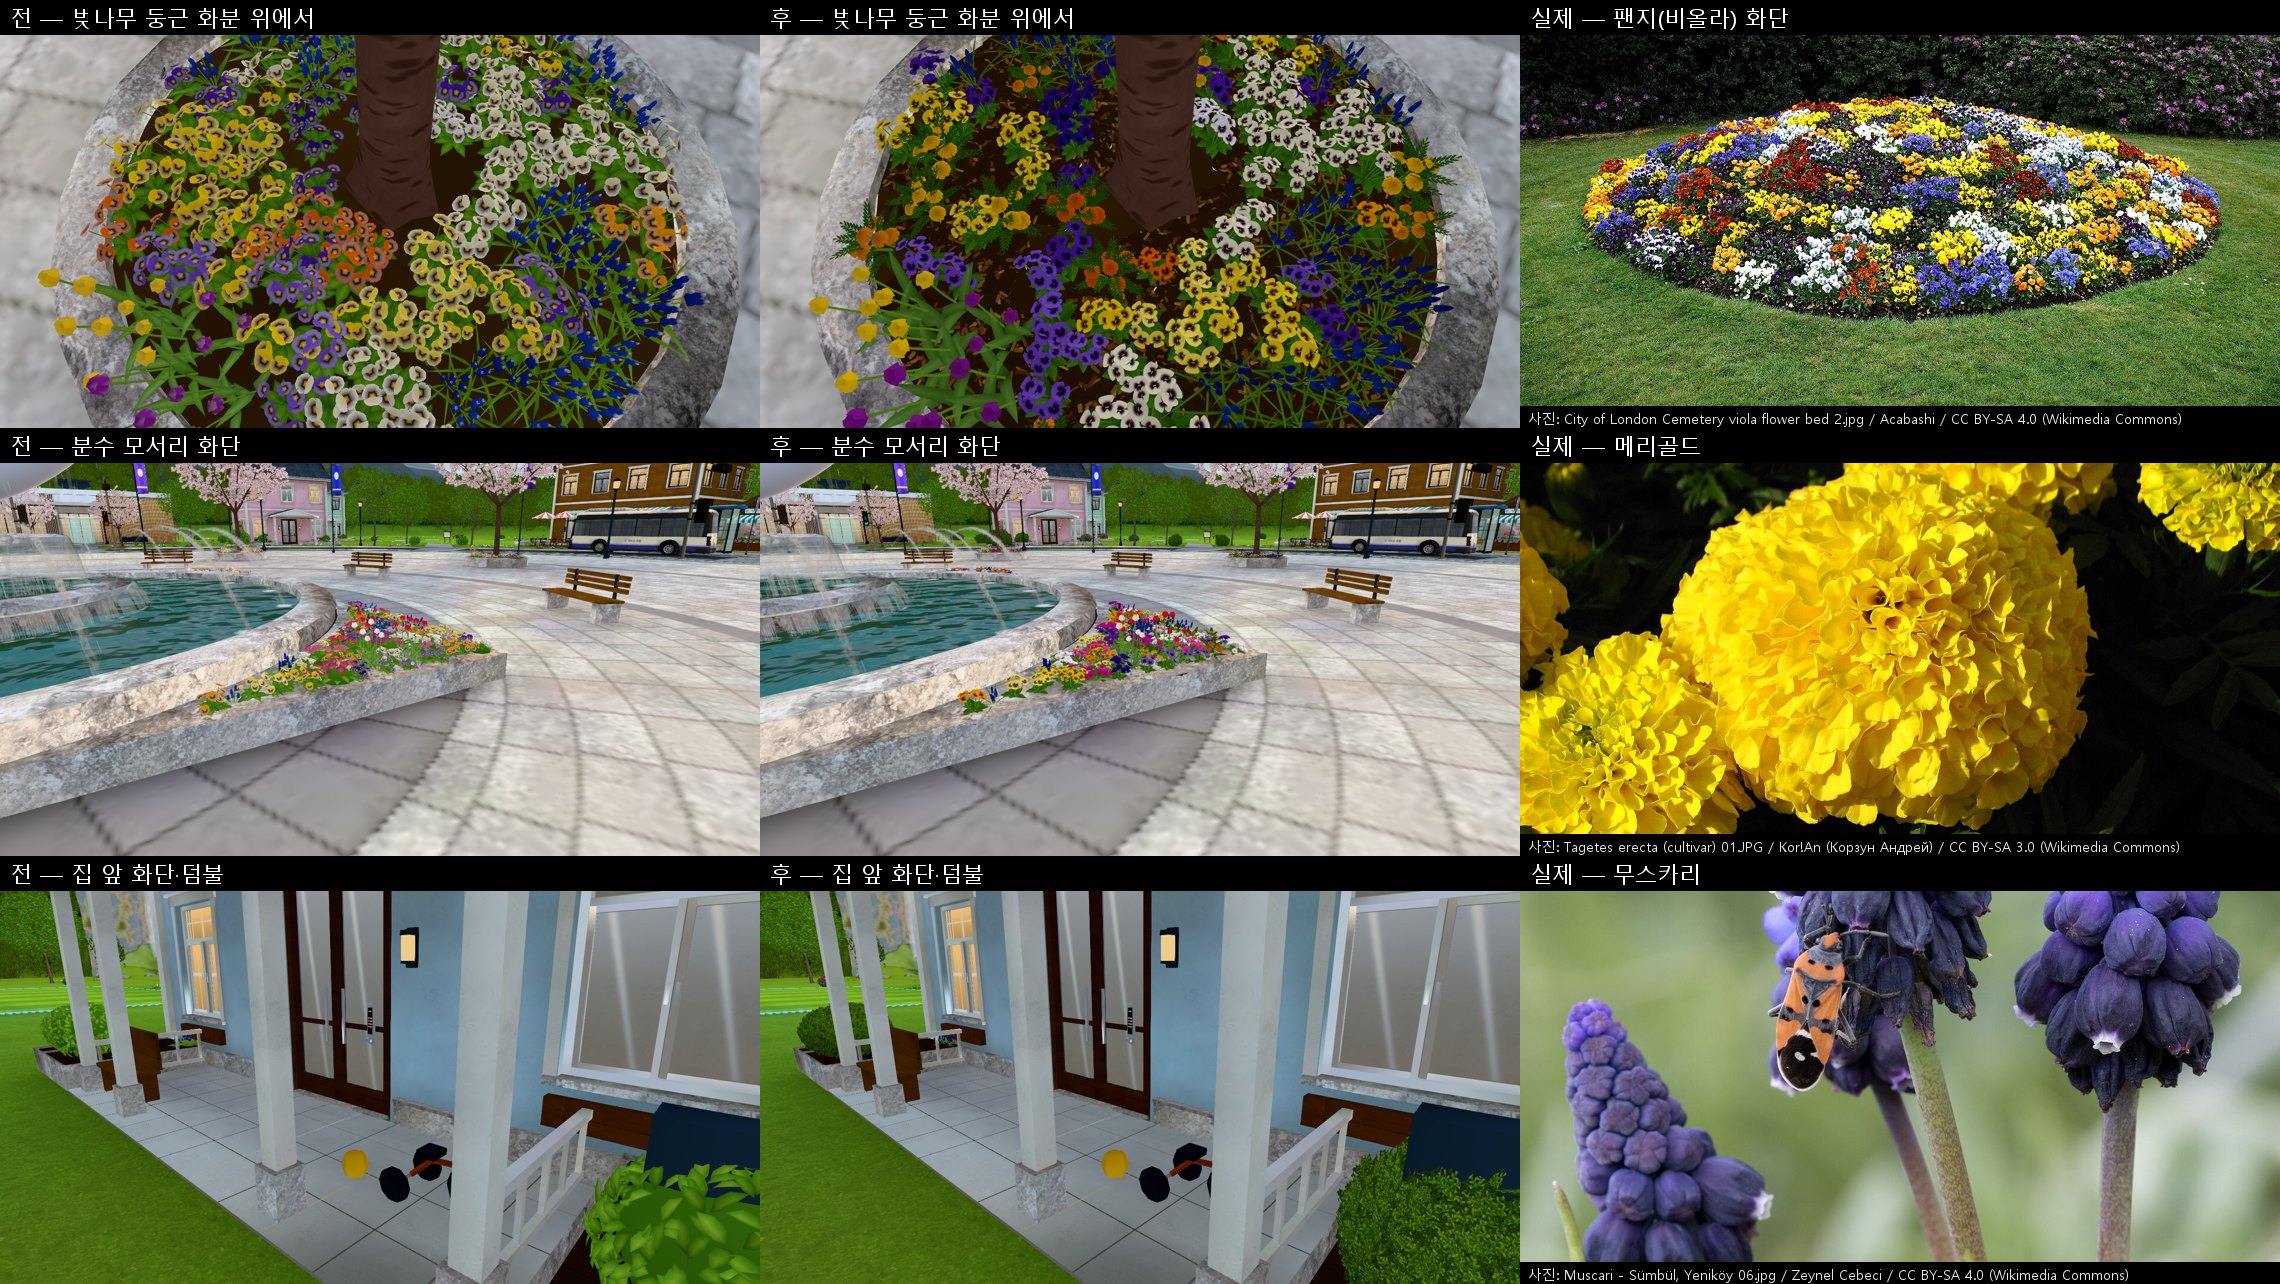 전 — 벚나무 둥근 화분 위에서
후 — 벚나무 둥근 화분 위에서
실제 — 팬지(비올라) 화단
사진: City of London Cemetery viola flower bed 2.jpg / Acabashi / CC BY-SA 4.0 (Wikimedia Commons)
전 — 분수 모서리 화단
후 — 분수 모서리 화단
실제 — 메리골드
사진: Tagetes erecta (cultivar) 01.JPG / Kor!An (Корзун Андрей) / CC BY-SA 3.0 (Wikimedia Commons)
전 — 집 앞 화단·덤불
후 — 집 앞 화단·덤불
실제 — 무스카리
사진: Muscari - Sümbül, Yeniköy 06.jpg / Zeynel Cebeci / CC BY-SA 4.0 (Wikimedia Commons)